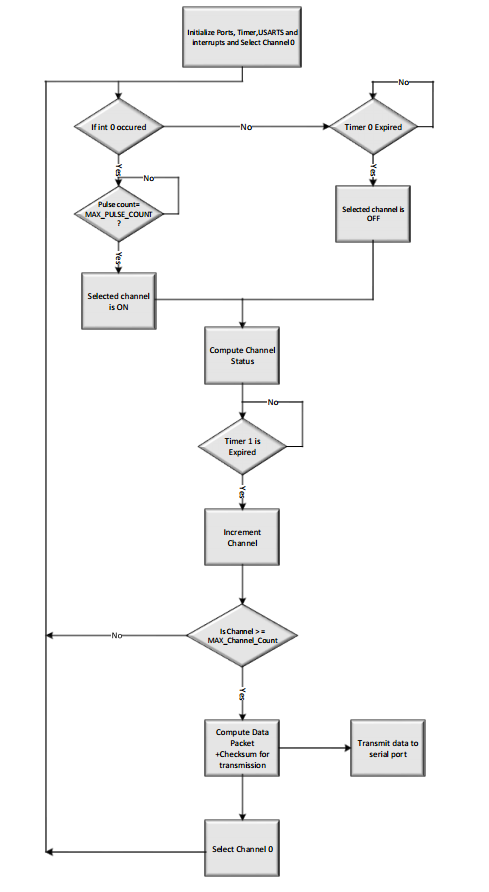 Initialize Ports, Timer,USARTS and
interrupts and Select Channel 0
If int 0 occured
No
Timer 0 Expired
No
Yes
Yes
No
Pulse count=
MAX_PULSE_COUNT
?
Selected channel is
OFF
Yes
Selected channel
is ON
Compute Channel
Status
No
Timer 1 is
Expired
Yes
Increment
Channel
Is Channel > =
MAX_Channel_Count
No
Yes
Compute Data
Packet
+Checksum for
transmission
Transmit data to
serial port
Select Channel 0